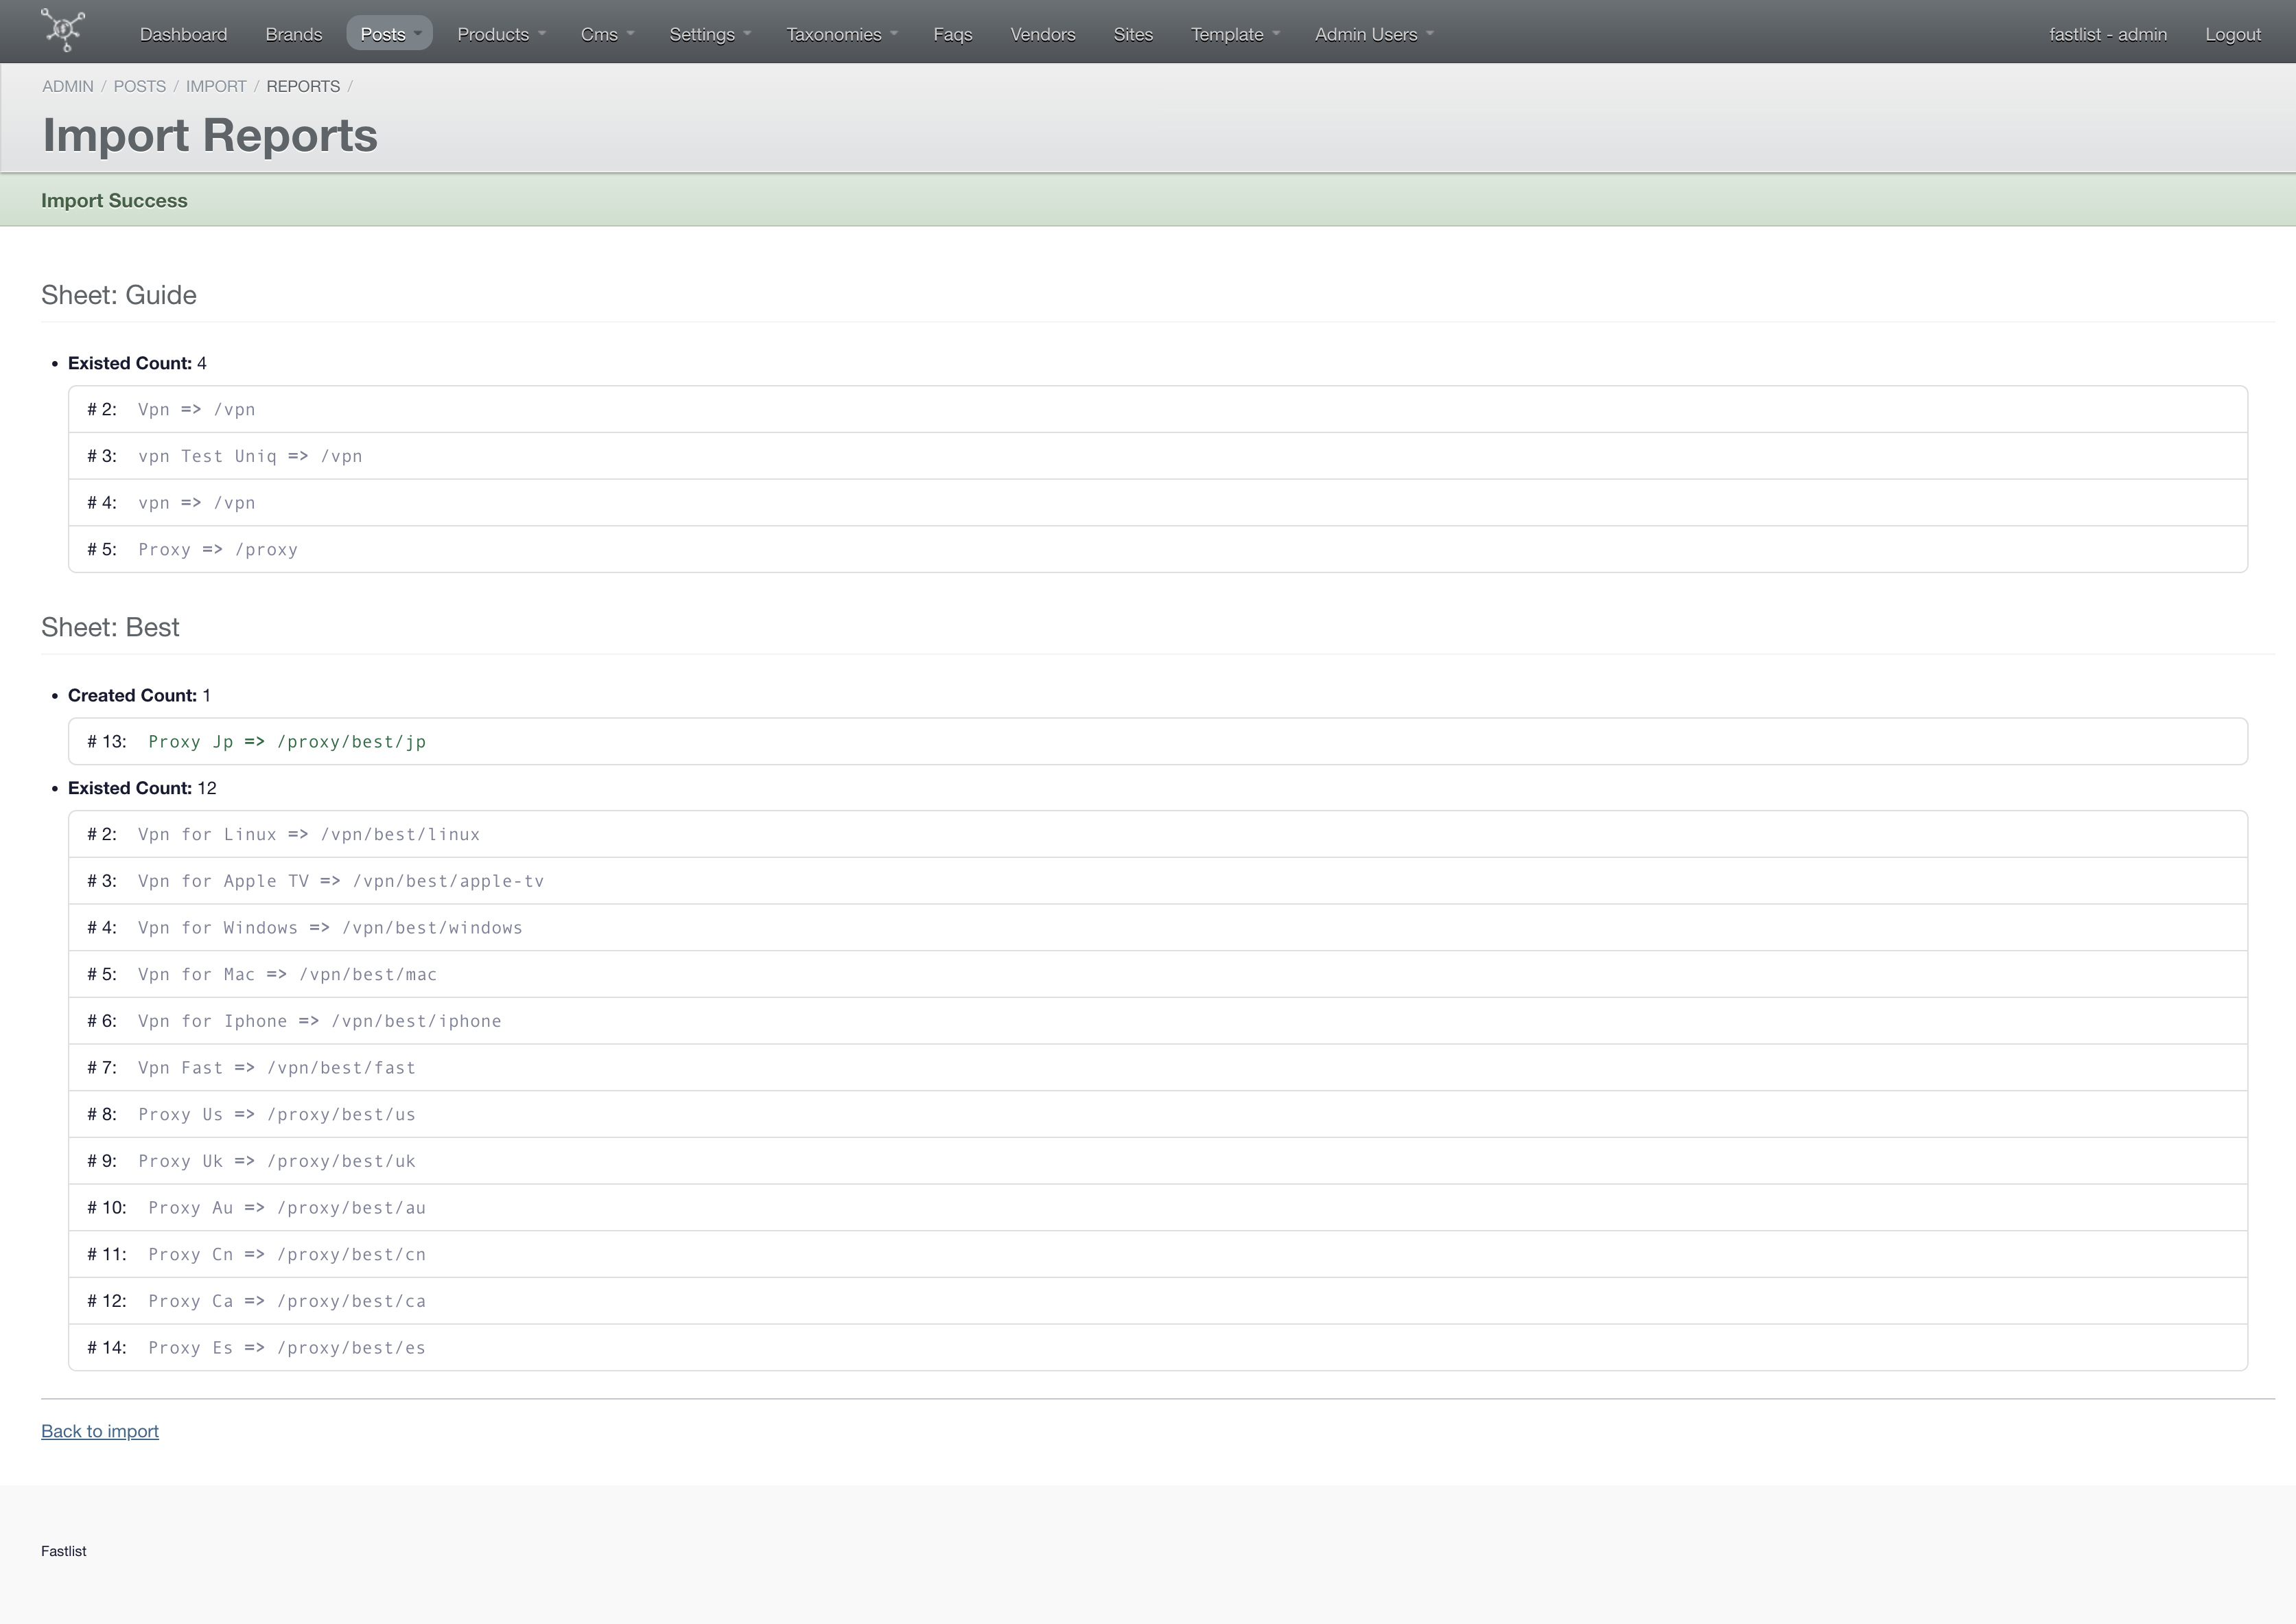 Dashboard Brands Posts Products Cms Settings Taxonomies Faqs Vendors Sites Template Admin Users fastlist - admin Logout
ADMIN / POSTS / IMPORT / REPORTS /
Import Reports
Import Success
Sheet: Guide
• Existed Count: 4
# 2: Vpn => /vpn
# 3: vpn Test Uniq => /vpn
# 4: vpn => /vpn
# 5: Proxy => /proxy
Sheet: Best
• Created Count: 1
# 13: Proxy Jp => /proxy/best/jp
• Existed Count: 12
# 2: Vpn for Linux => /vpn/best/linux
# 3: Vpn for Apple TV => /vpn/best/apple-tv
# 4: Vpn for Windows => /vpn/best/windows
# 5: Vpn for Mac => /vpn/best/mac
# 6: Vpn for Iphone => /vpn/best/iphone
# 7: Vpn Fast => /vpn/best/fast
# 8: Proxy Us => /proxy/best/us
# 9: Proxy Uk => /proxy/best/uk
# 10: Proxy Au => /proxy/best/au
# 11: Proxy Cn => /proxy/best/cn
# 12: Proxy Ca => /proxy/best/ca
# 14: Proxy Es => /proxy/best/es
Back to import
Fastlist